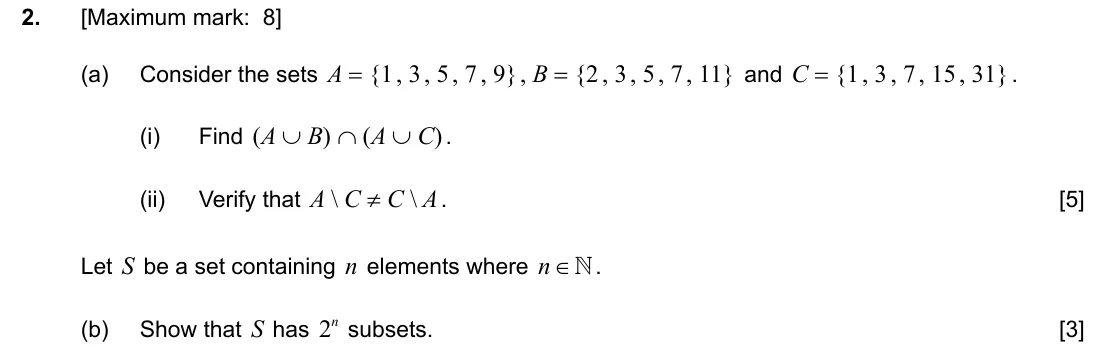 2. [Maximum mark: 8]
(a) Consider the sets A = {1, 3, 5, 7, 9}, B = {2, 3, 5, 7, 11} and C = {1, 3, 7, 15, 31}.
(i) Find (A ∪ B) ∩ (A ∪ C).
(ii) Verify that A \ C ≠ C \ A. [5]
Let S be a set containing n elements where n ∈ ℕ.
(b) Show that S has 2ⁿ subsets. [3]